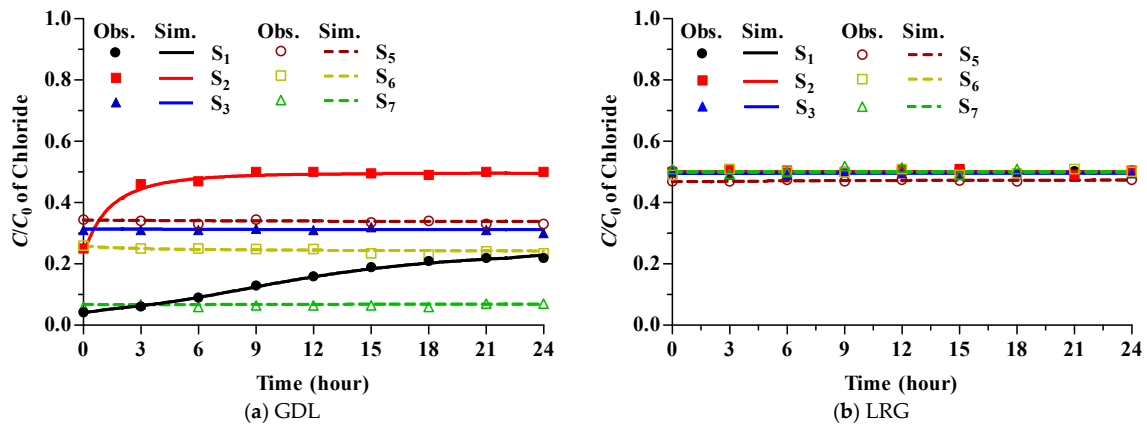 1.0
0.8
0.6
0.4
0.2
0.0
C/C0 of Chloride
Obs. Sim. Obs. Sim.
S1 S5
S2 S6
S3 S7
0 3 6 9 12 15 18 21 24
Time (hour)
(a) GDL
1.0
0.8
0.6
0.4
0.2
0.0
C/C0 of Chloride
Obs. Sim. Obs. Sim.
S1 S5
S2 S6
S3 S7
0 3 6 9 12 15 18 21 24
Time (hour)
(b) LRG